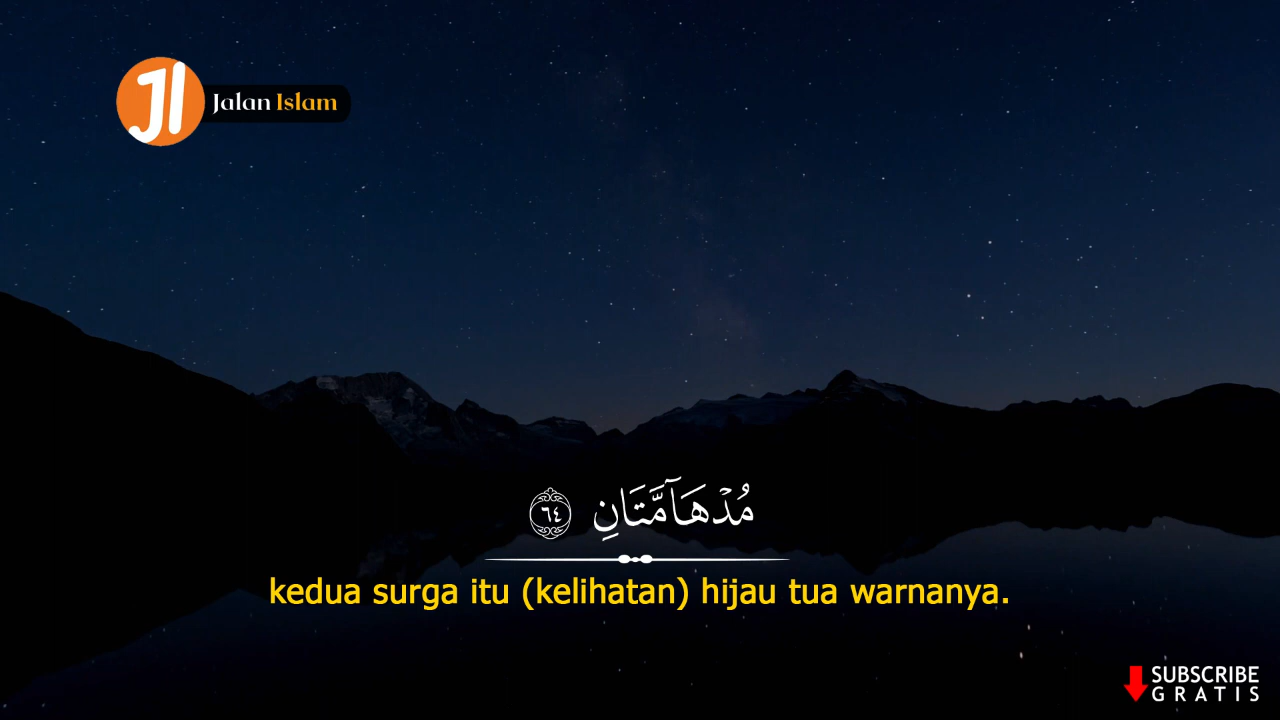 Jalan Islam
مُدْهَآمَّتَانِ ٦٤
kedua surga itu (kelihatan) hijau tua warnanya.
SUBSCRIBE
GRATIS